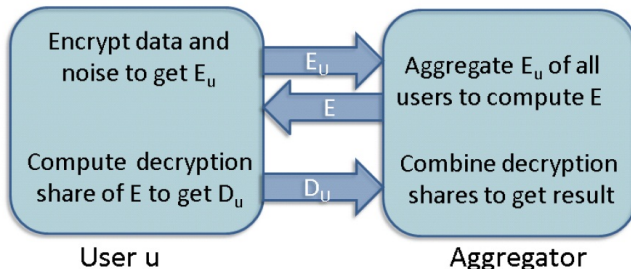 Encrypt data and
noise to get Eu
Compute decryption
share of E to get Du
User u
EU
E
DU
Aggregate Eu of all
users to compute E
Combine decryption
shares to get result
Aggregator